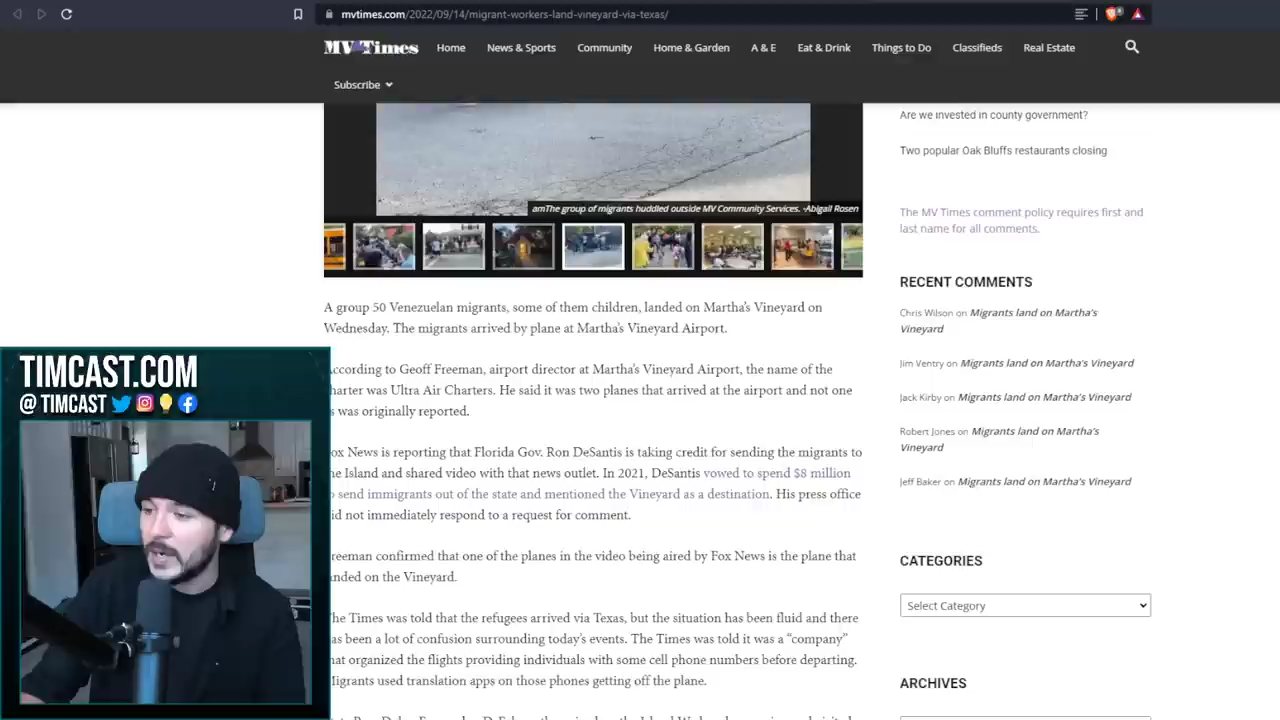 mvtimes.com/2022/09/14/migrant-workers-land-vineyard-via-texas/
MV Times
Home
News & Sports
Community
Home & Garden
A & E
Eat & Drink
Things to Do
Classifieds
Real Estate
Subscribe
amThe group of migrants huddled outside MV Community Services. -Abigail Rosen
A group 50 Venezuelan migrants, some of them children, landed on Martha's Vineyard on
Wednesday. The migrants arrived by plane at Martha's Vineyard Airport.
ccording to Geoff Freeman, airport director at Martha's Vineyard Airport, the name of the
harter was Ultra Air Charters. He said it was two planes that arrived at the airport and not one
s was originally reported.
ox News is reporting that Florida Gov. Ron DeSantis is taking credit for sending the migrants to
he Island and shared video with that news outlet. In 2021, DeSantis vowed to spend $8 million
o send immigrants out of the state and mentioned the Vineyard as a destination. His press office
id not immediately respond to a request for comment.
reeman confirmed that one of the planes in the video being aired by Fox News is the plane that
anded on the Vineyard.
he Times was told that the refugees arrived via Texas, but the situation has been fluid and there
as been a lot of confusion surrounding today's events. The Times was told it was a “company”
hat organized the flights providing individuals with some cell phone numbers before departing.
igrants used translation apps on those phones getting off the plane.
Are we invested in county government?
Two popular Oak Bluffs restaurants closing
The MV Times comment policy requires first and
last name for all comments.
RECENT COMMENTS
Chris Wilson on Migrants land on Martha's
Vineyard
Jim Ventry on Migrants land on Martha's Vineyard
Jack Kirby on Migrants land on Martha's Vineyard
Robert Jones on Migrants land on Martha's
Vineyard
Jeff Baker on Migrants land on Martha's Vineyard
CATEGORIES
Select Category
ARCHIVES
TIMCAST.COM
@ TIMCAST